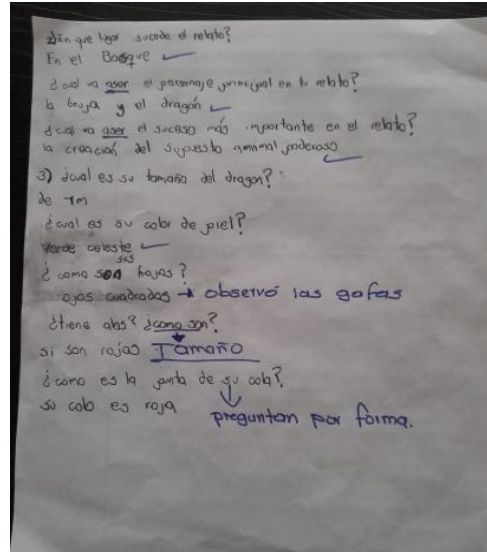 2) ¿En que lugar sucede el relato?
En el Bosque
¿cual va aser el personaje principal en tu relato?
la bruja y el dragón
¿cual va aser el suceso más importante en el relato?
la creación del supuesto animal poderoso
3) ¿cual es su tamaño del dragon?
de 1m
¿cual es su color de piel?
verde celeste
¿como son sus hojas?
ojos cuadrados → observó las gafas
¿tiene alas? ¿como son?
si son rojas Tamaño
¿como es la punta de su cola?
su cola es roja preguntan por forma.